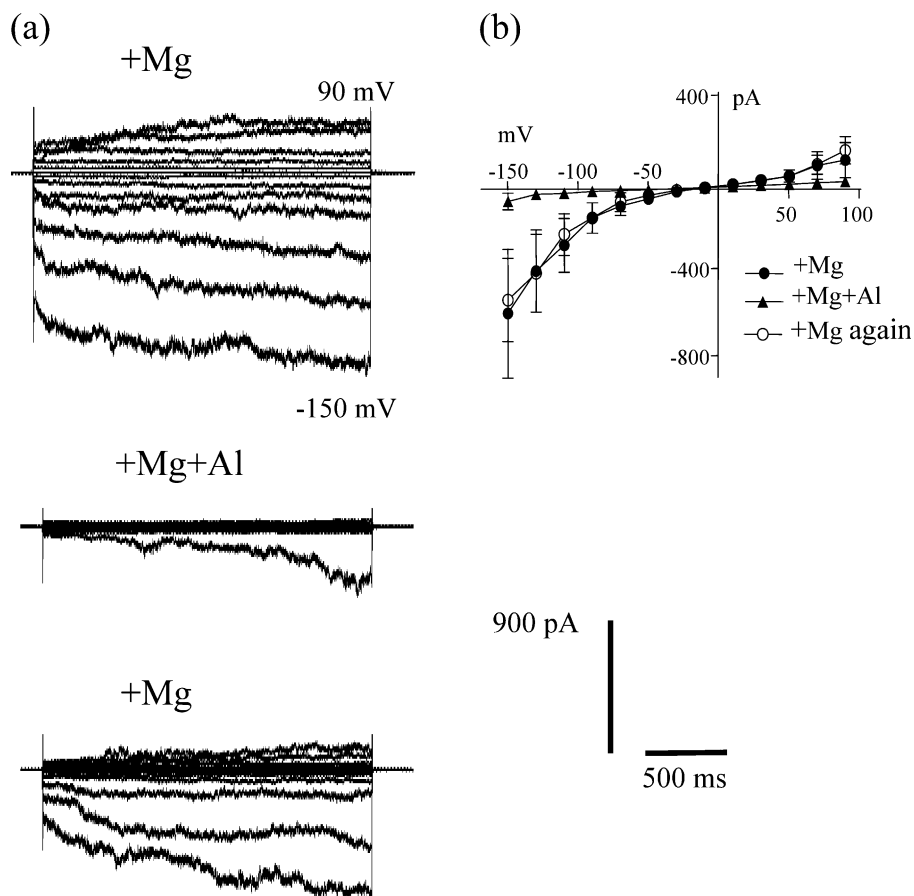 (a)
+Mg
90 mV
-150 mV
+Mg+Al
+Mg
(b)
400
pA
mV
-150 -100 -50
50 100
-400
-800
+Mg
+Mg+Al
+Mg again
900 pA
500 ms